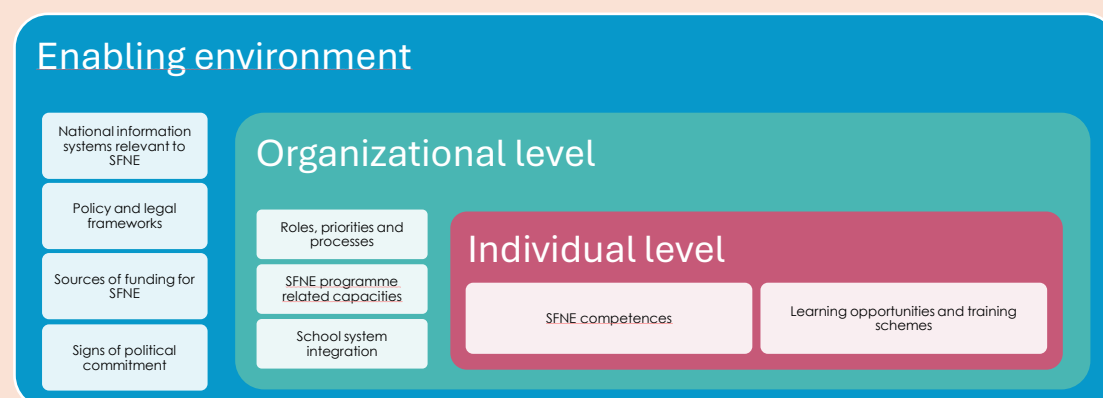 Enabling environment
National information
systems relevant to
SFNE
Policy and legal
frameworks
Sources of funding for
SFNE
Signs of political
commitment
Organizational level
Roles, priorities and
processes
SFNE programme
related capacities
School system
integration
Individual level
SFNE competences
Learning opportunities and training
schemes